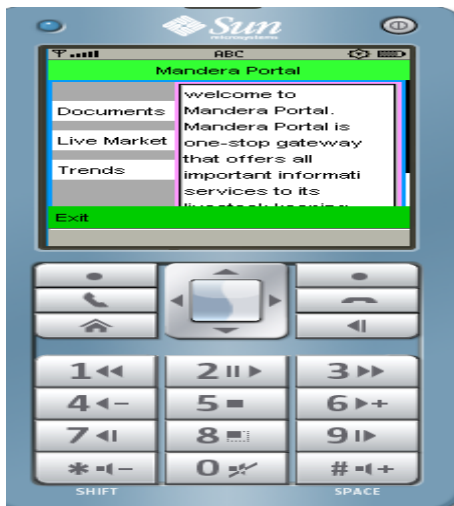 Sun
microsystems
ABC
Mandera Portal
Documents
Live Market
Trends
welcome to
Mandera Portal.
Mandera Portal is
one-stop gateway
that offers all
important informati
services to its
Exit
1
2
3
4 -
5
6 +
7
8
9
* -
0
# +
SHIFT
SPACE